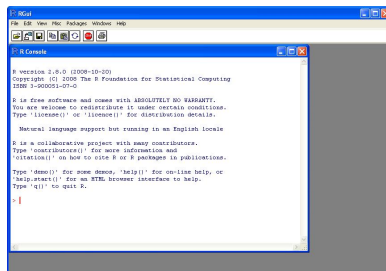 RGui
File Edit View Misc Packages Windows Help
R Console
R version 2.8.0 (2008-10-20)
Copyright (C) 2008 The R Foundation for Statistical Computing
ISBN 3-900051-07-0
R is free software and comes with ABSOLUTELY NO WARRANTY.
You are welcome to redistribute it under certain conditions.
Type 'license()' or 'licence()' for distribution details.
Natural language support but running in an English locale
R is a collaborative project with many contributors.
Type 'contributors()' for more information and
'citation()' on how to cite R or R packages in publications.
Type 'demo()' for some demos, 'help()' for on-line help, or
'help.start()' for an HTML browser interface to help.
Type 'q()' to quit R.
>